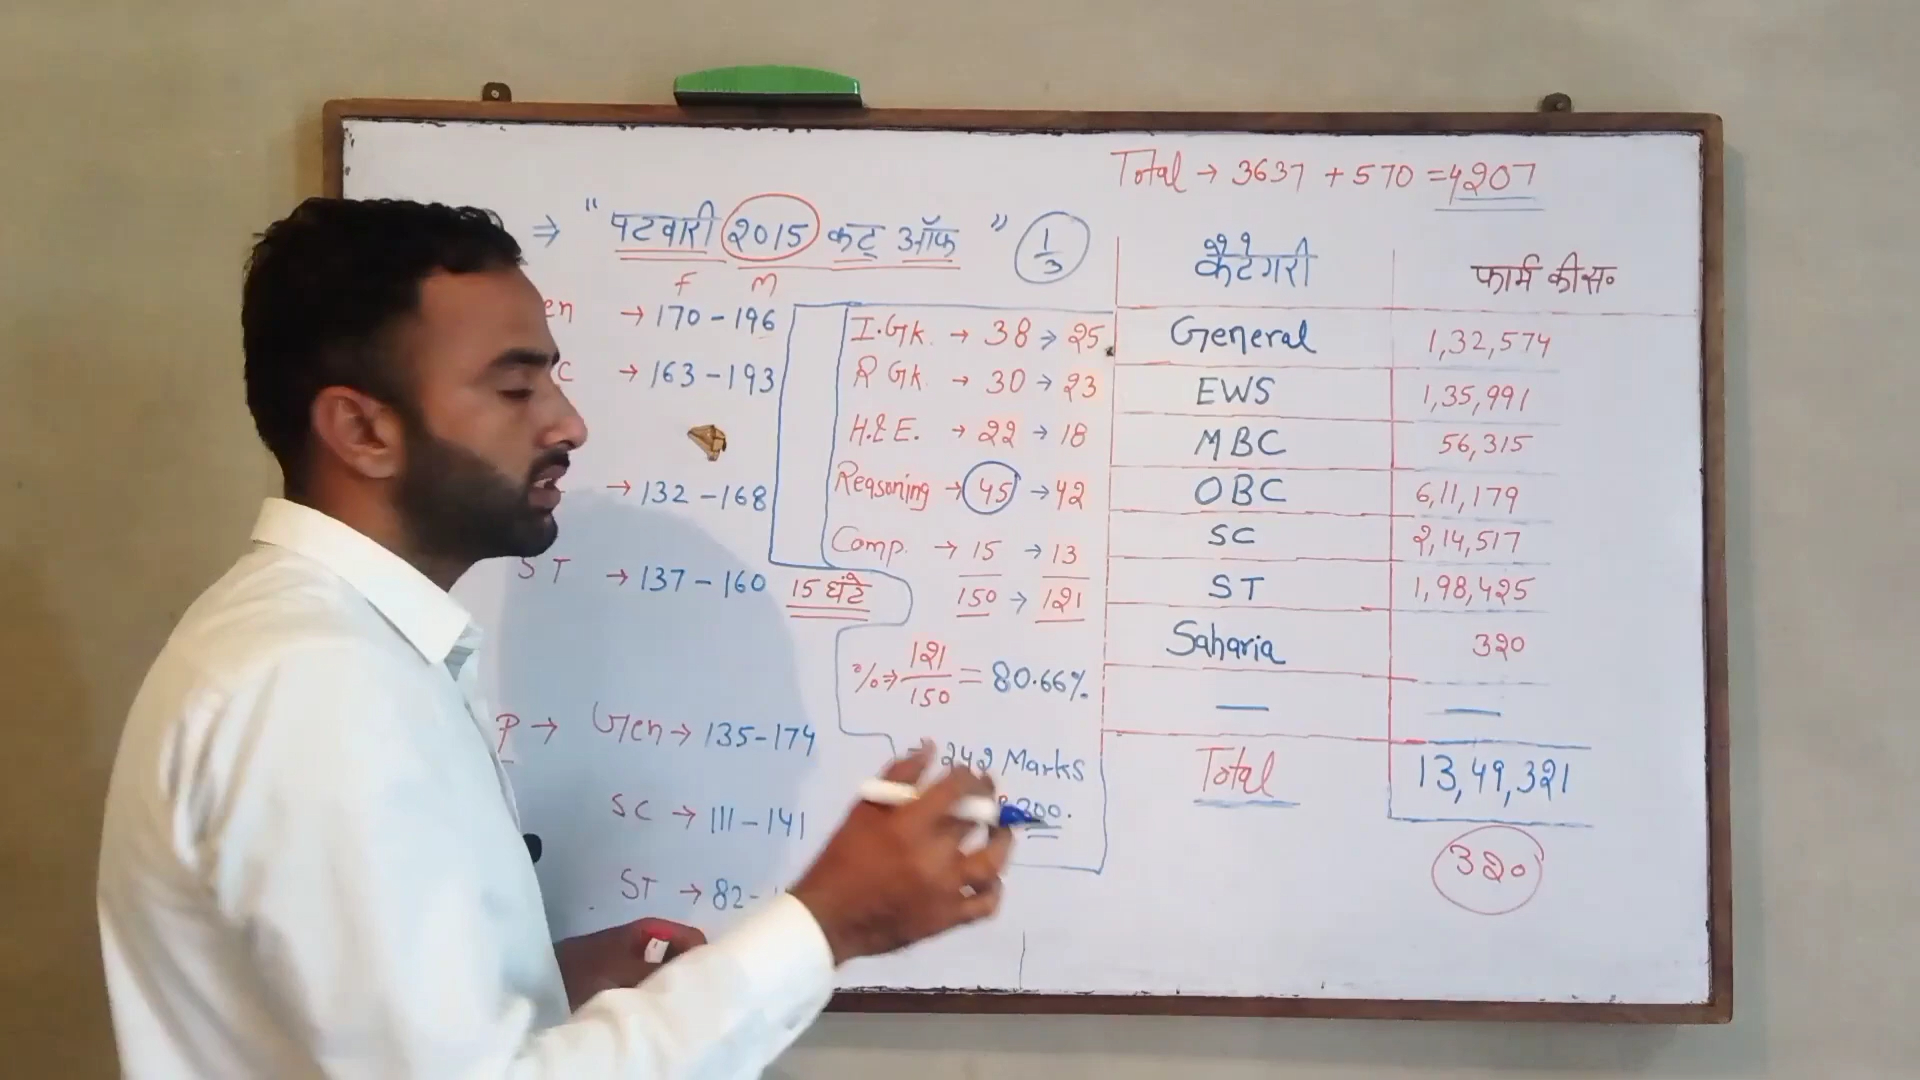 Total → 3637 + 570 = 4207
⇒ "पटवारी 2015 कट् ऑफ" 1/3
F M
en → 170-196
C → 163-193
→ 132-168
ST → 137-160
15 घंटे
P → Gen → 135-174
SC → 111-141
ST → 82-
I.Gk. → 38 → 25
R Gk. → 30 → 23
H.&E. → 22 → 18
Reasoning → 45 → 42
Comp. → 15 → 13
150 → 121
% ⇒ 121/150 = 80.66%
242 Marks
300.
कैटेगरी फार्म की सं०
General 1,32,574
EWS 1,35,991
MBC 56,315
OBC 6,11,179
SC 2,14,517
ST 1,98,425
Saharia 320
— —
Total 13,49,321
320